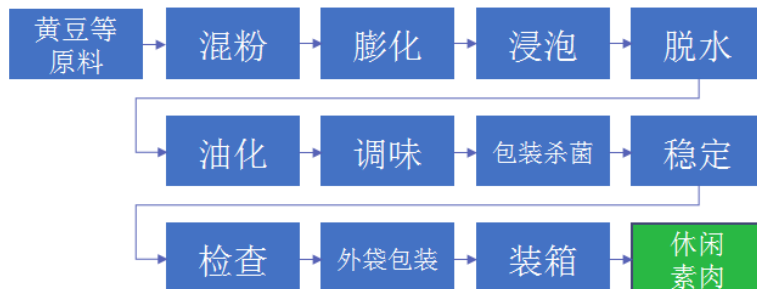 黄豆等
原料
混粉
膨化
浸泡
脱水
油化
调味
包装杀菌
稳定
检查
外袋包装
装箱
休闲
素肉